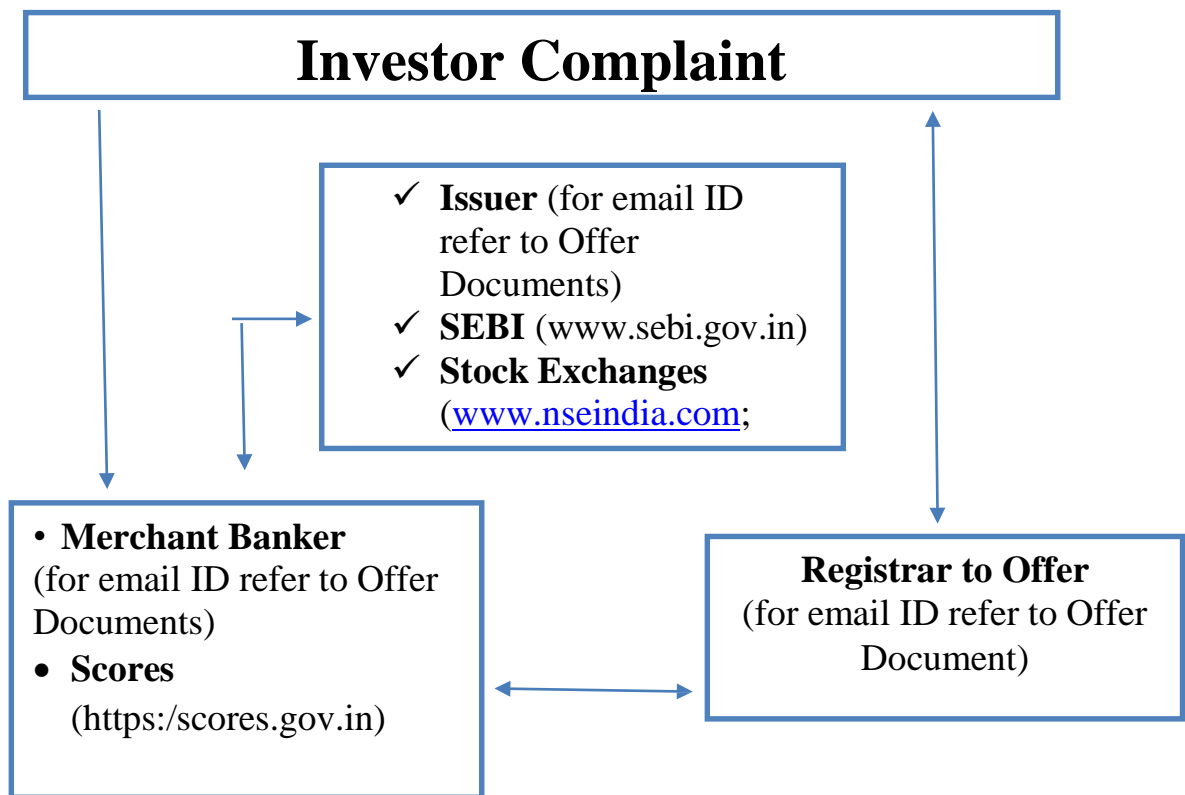 Investor Complaint
✓ Issuer (for email ID
refer to Offer
Documents)
✓ SEBI (www.sebi.gov.in)
✓ Stock Exchanges
(www.nseindia.com;
• Merchant Banker
(for email ID refer to Offer
Documents)
• Scores
(https:/scores.gov.in)
Registrar to Offer
(for email ID refer to Offer
Document)